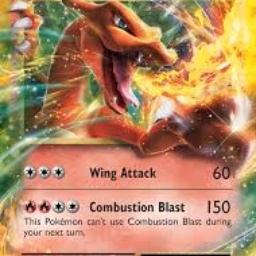 Wing Attack 60
Combustion Blast 150
This Pokémon can't use Combustion Blast during
your next turn.